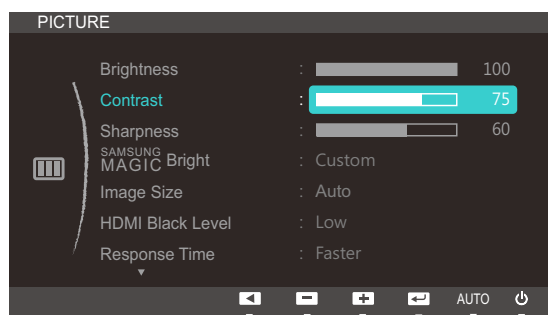 PICTURE
Brightness : 100
Contrast : 75
Sharpness : 60
SAMSUNG MAGIC Bright : Custom
Image Size : Auto
HDMI Black Level : Low
Response Time : Faster
AUTO